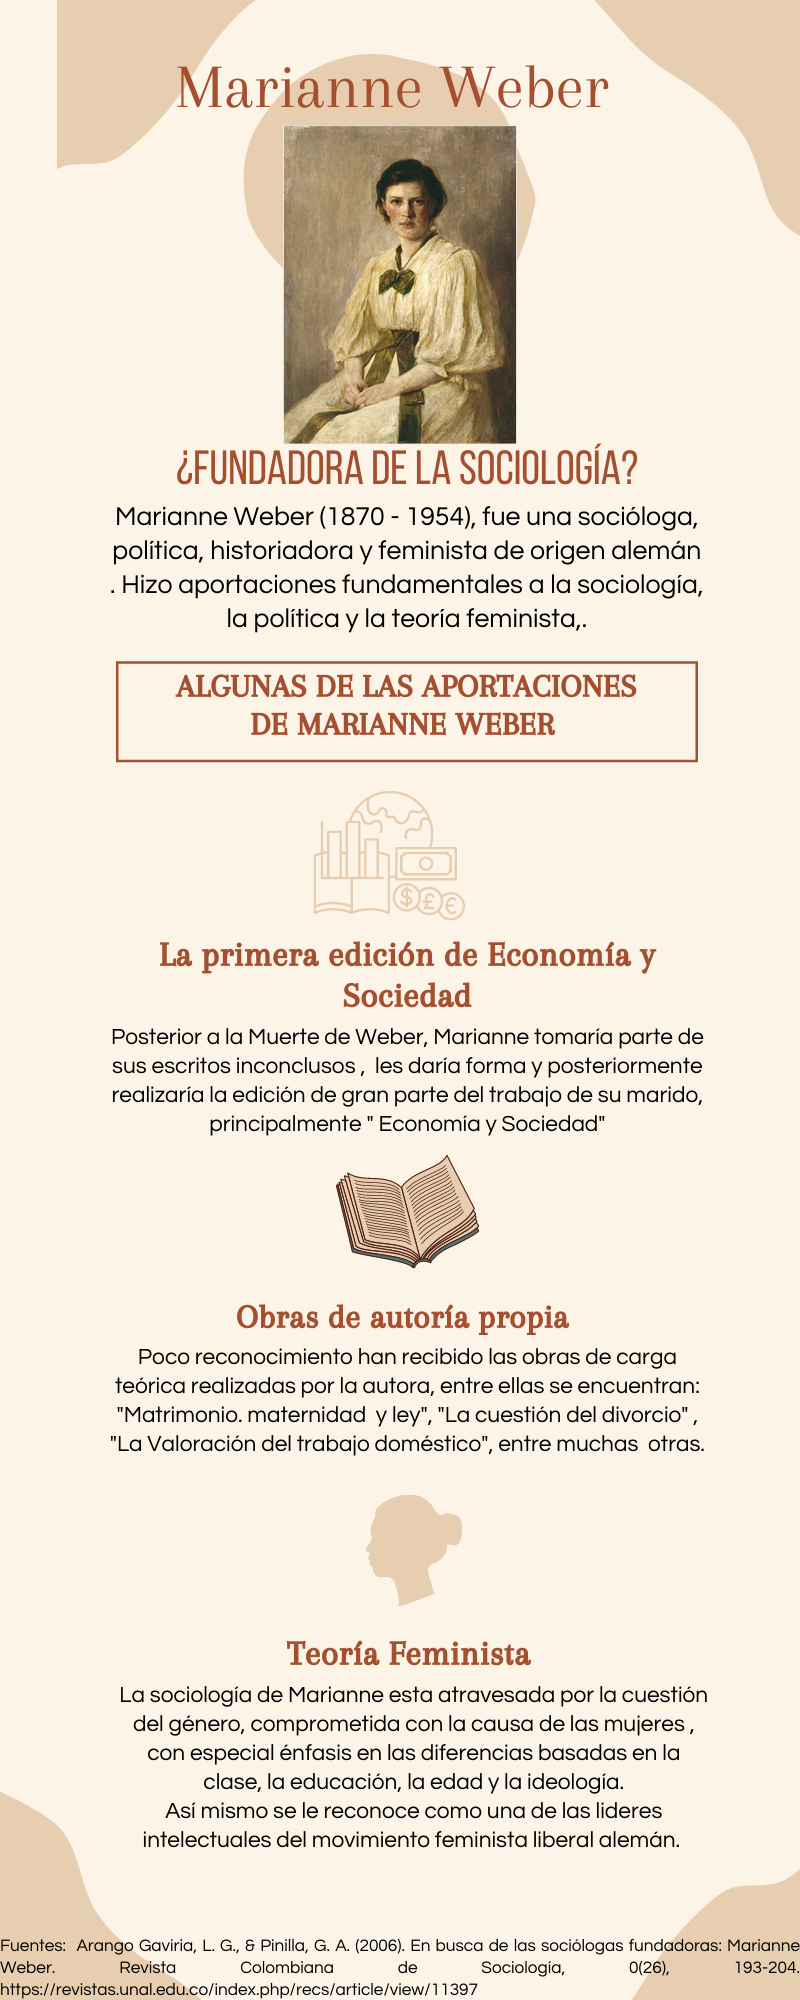 Marianne Weber
¿FUNDADORA DE LA SOCIOLOGÍA?
Marianne Weber (1870 - 1954), fue una socióloga,
política, historiadora y feminista de origen alemán
. Hizo aportaciones fundamentales a la sociología,
la política y la teoría feminista,.
ALGUNAS DE LAS APORTACIONES
DE MARIANNE WEBER
$ £ €
La primera edición de Economía y
Sociedad
Posterior a la Muerte de Weber, Marianne tomaría parte de
sus escritos inconclusos ,  les daría forma y posteriormente
realizaría la edición de gran parte del trabajo de su marido,
principalmente " Economía y Sociedad"
Obras de autoría propia
Poco reconocimiento han recibido las obras de carga
teórica realizadas por la autora, entre ellas se encuentran:
"Matrimonio. maternidad  y ley", "La cuestión del divorcio" ,
"La Valoración del trabajo doméstico", entre muchas  otras.
Teoría Feminista
La sociología de Marianne esta atravesada por la cuestión
del género, comprometida con la causa de las mujeres ,
con especial énfasis en las diferencias basadas en la
clase, la educación, la edad y la ideología.
Así mismo se le reconoce como una de las lideres
intelectuales del movimiento feminista liberal alemán.
Fuentes:  Arango Gaviria, L. G., & Pinilla, G. A. (2006). En busca de las sociólogas fundadoras: Marianne
Weber. Revista Colombiana de Sociología, 0(26), 193-204.
https://revistas.unal.edu.co/index.php/recs/article/view/11397